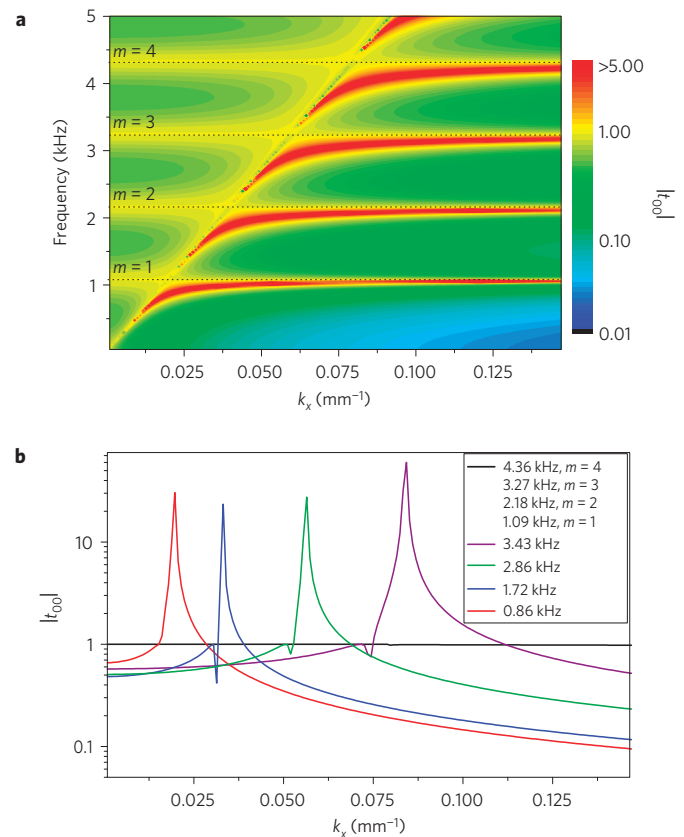 a
5
4
3
2
1
Frequency (kHz)
m = 4
m = 3
m = 2
m = 1
0.025 0.050 0.075 0.100 0.125
kₓ (mm⁻¹)
>5.00
1.00
0.10
0.01
|t₀₀|
b
10
1
0.1
|t₀₀|
4.36 kHz, m = 4
3.27 kHz, m = 3
2.18 kHz, m = 2
1.09 kHz, m = 1
3.43 kHz
2.86 kHz
1.72 kHz
0.86 kHz
0.025 0.050 0.075 0.100 0.125
kₓ (mm⁻¹)